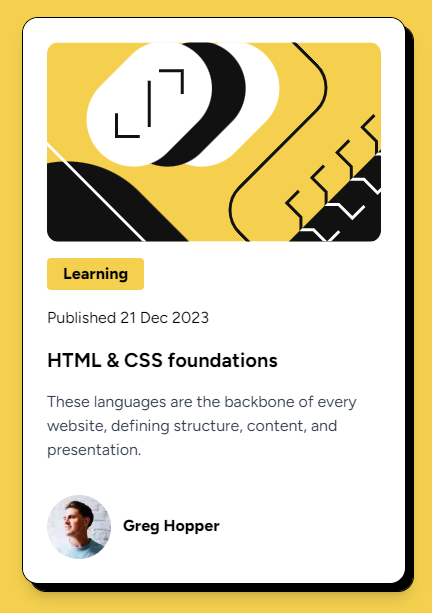 Learning
Published 21 Dec 2023
HTML & CSS foundations
These languages are the backbone of every
website, defining structure, content, and
presentation.
Greg Hopper